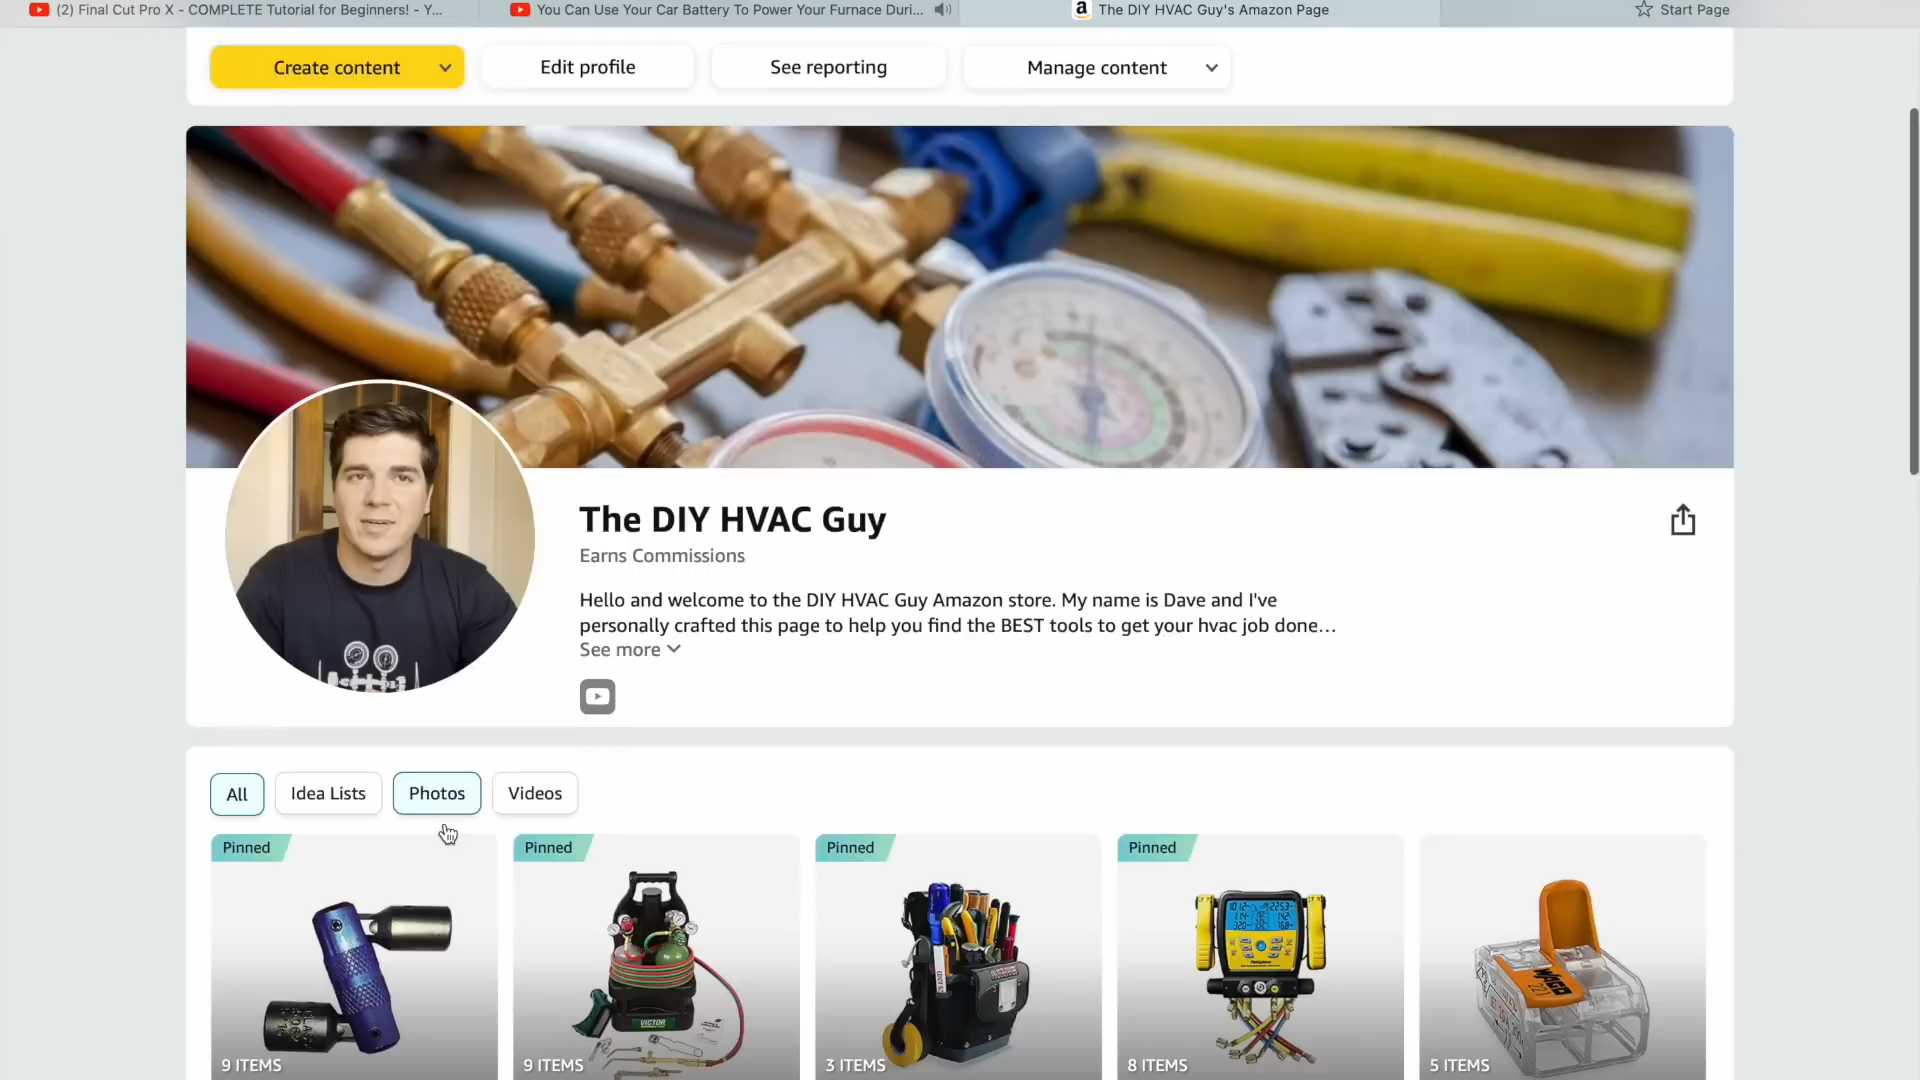 (2) Final Cut Pro X - COMPLETE Tutorial for Beginners! - Y...
You Can Use Your Car Battery To Power Your Furnace Duri...
The DIY HVAC Guy's Amazon Page
Start Page
Create content
Edit profile
See reporting
Manage content
The DIY HVAC Guy
Earns Commissions
Hello and welcome to the DIY HVAC Guy Amazon store. My name is Dave and I've
personally crafted this page to help you find the BEST tools to get your hvac job done...
See more
All
Idea Lists
Photos
Videos
Pinned
Pinned
Pinned
Pinned
VICTOR
WAGO
221
9 ITEMS
9 ITEMS
3 ITEMS
8 ITEMS
5 ITEMS